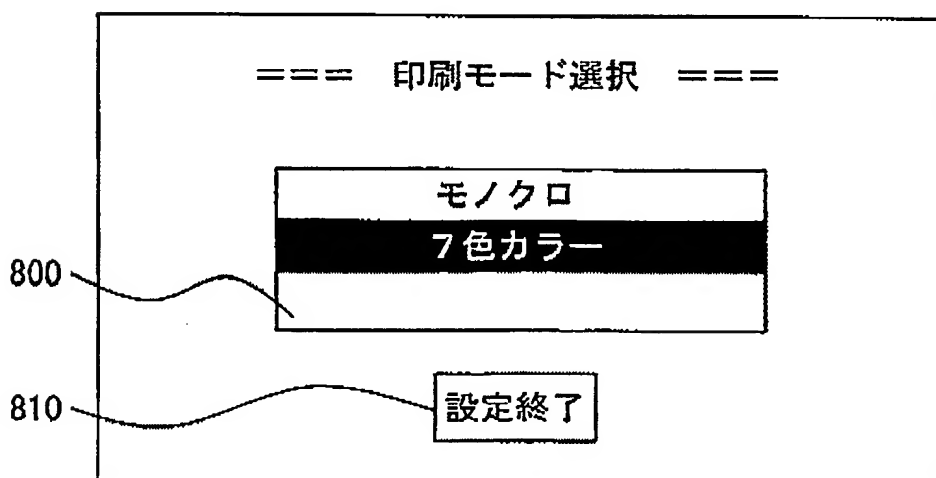 === 印刷モード選択 ===
モノクロ
7色カラー
800
810
設定終了